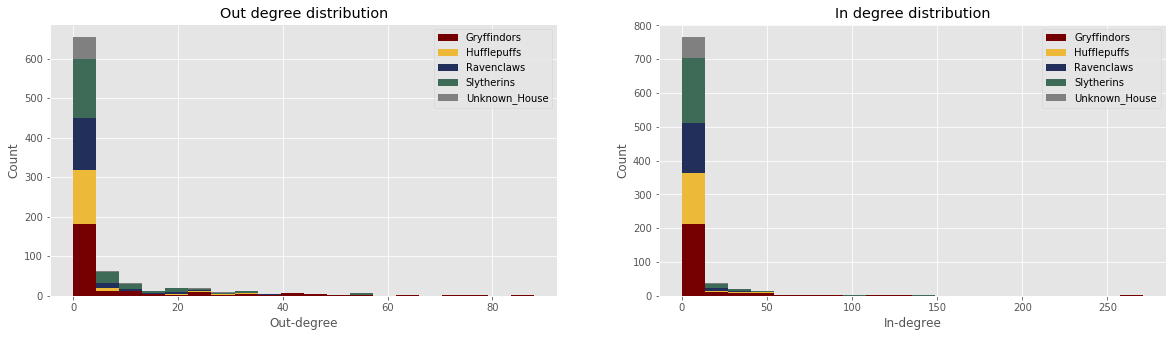 Out degree distribution
600
500
400
300
200
100
0
Count
0
20
40
60
80
Out-degree
Gryffindors
Hufflepuffs
Ravenclaws
Slytherins
Unknown_House
In degree distribution
800
700
600
500
400
300
200
100
0
Count
0
50
100
150
200
250
In-degree
Gryffindors
Hufflepuffs
Ravenclaws
Slytherins
Unknown_House